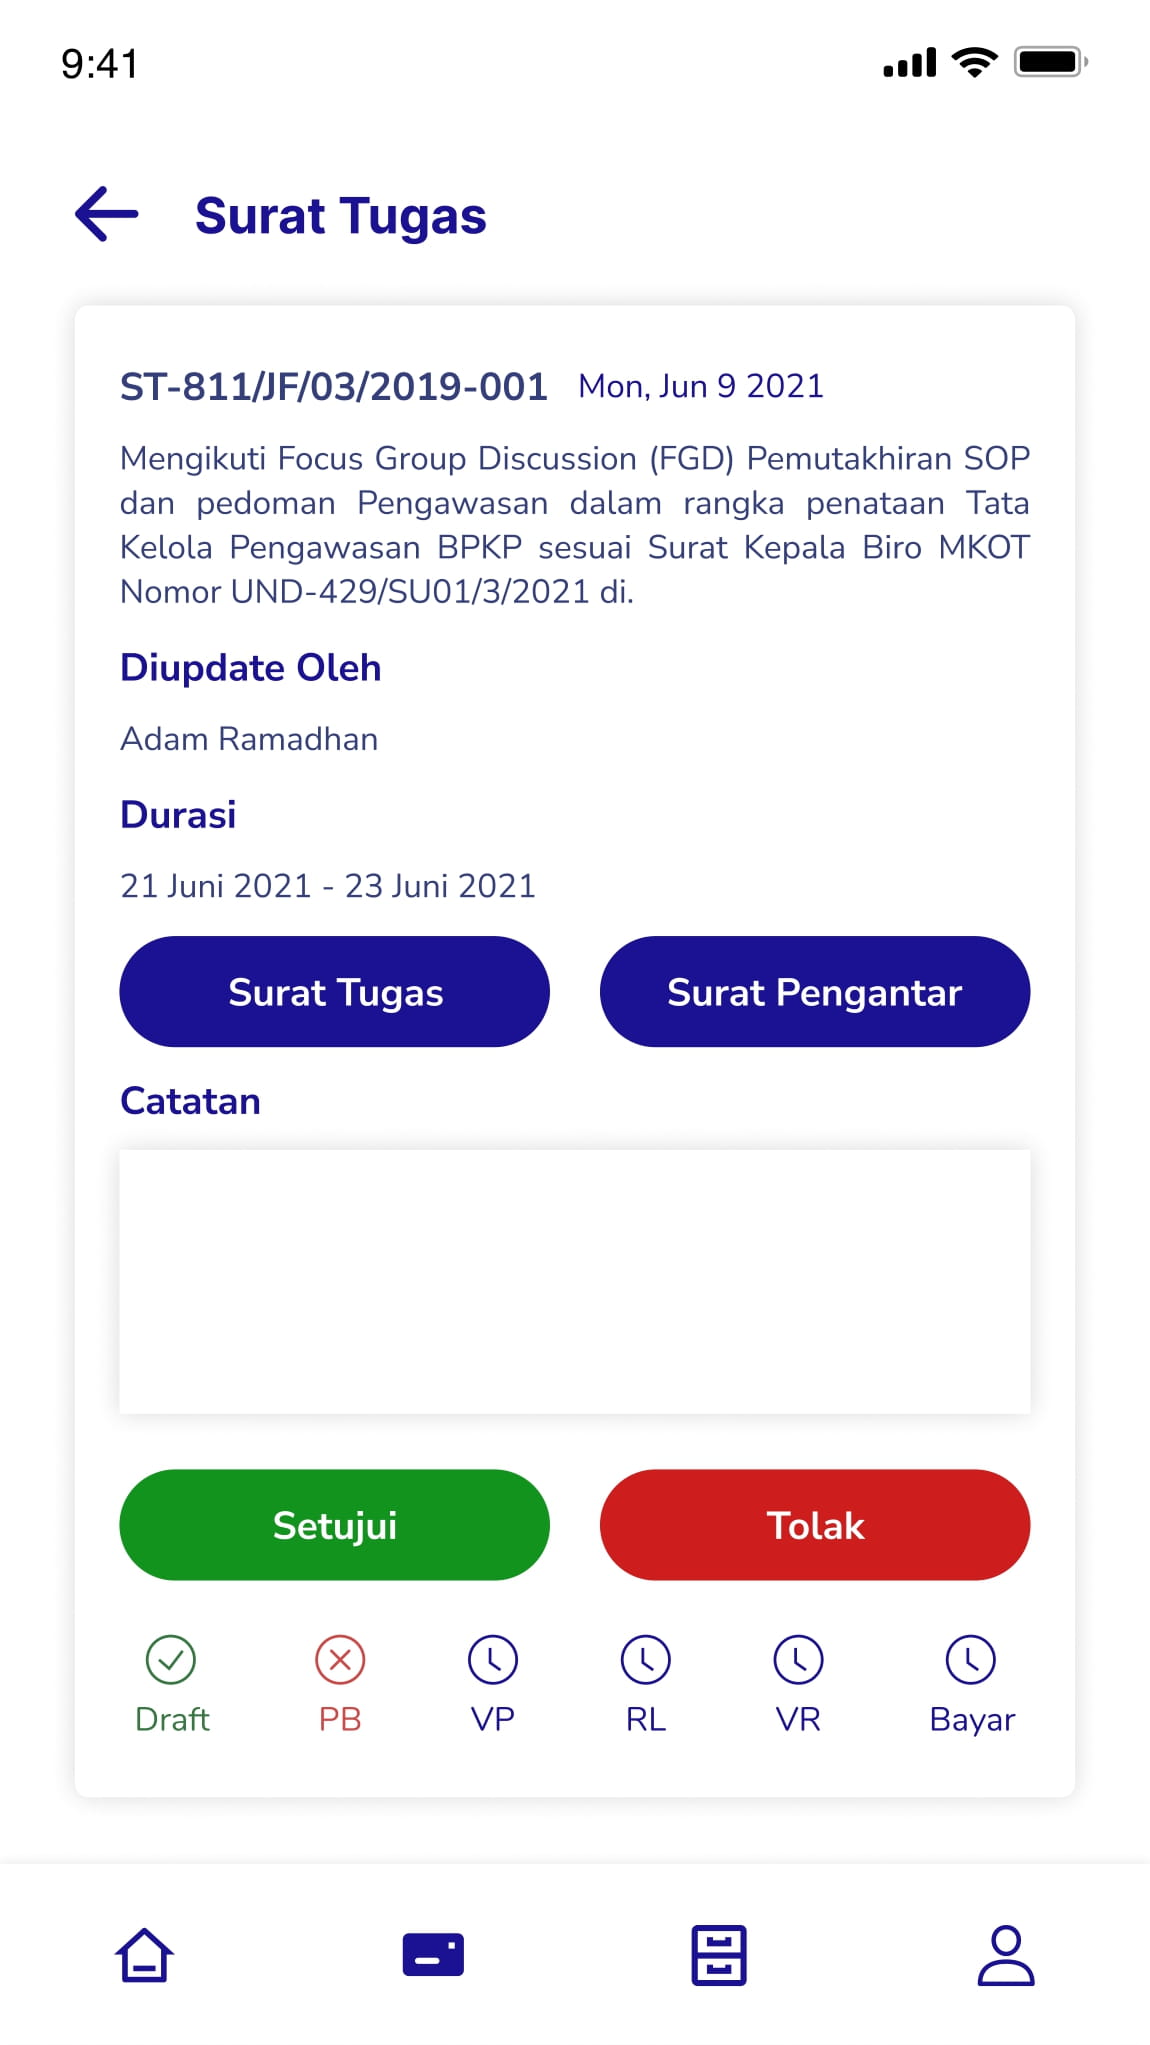 9:41
Surat Tugas
ST-811/JF/03/2019-001 Mon, Jun 9 2021
Mengikuti Focus Group Discussion (FGD) Pemutakhiran SOP
dan pedoman Pengawasan dalam rangka penataan Tata
Kelola Pengawasan BPKP sesuai Surat Kepala Biro MKOT
Nomor UND-429/SU01/3/2021 di.
Diupdate Oleh
Adam Ramadhan
Durasi
21 Juni 2021 - 23 Juni 2021
Surat Tugas Surat Pengantar
Catatan
Setujui Tolak
Draft PB VP RL VR Bayar